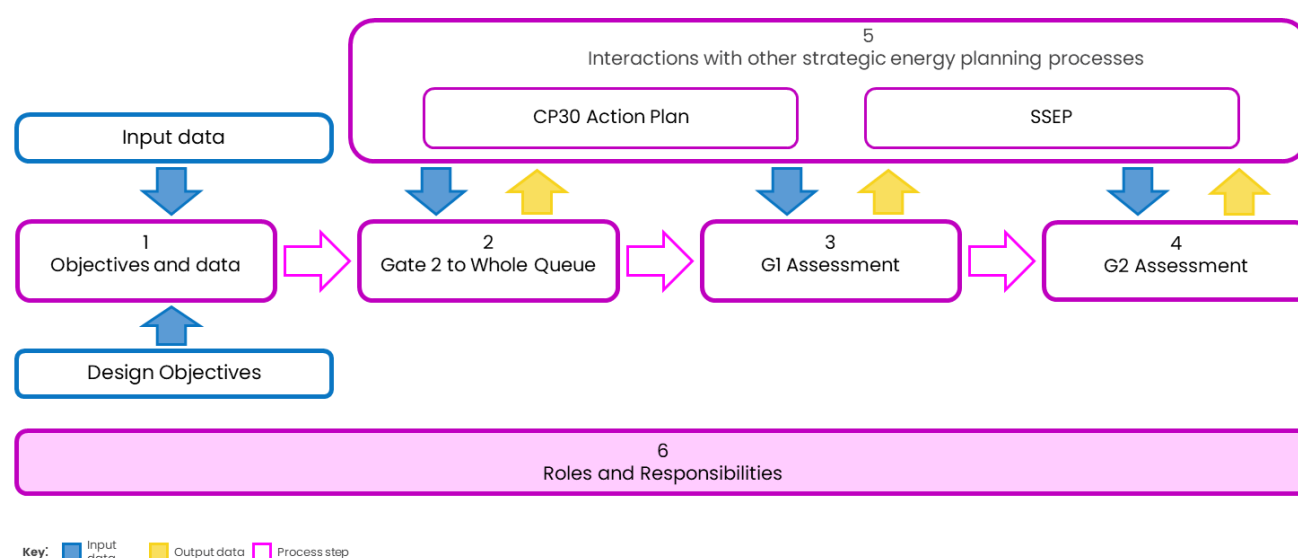 5
Interactions with other strategic energy planning processes
CP30 Action Plan
SSEP
Input data
1
Objectives and data
2
Gate 2 to Whole Queue
3
G1 Assessment
4
G2 Assessment
Design Objectives
6
Roles and Responsibilities
Key:
Input
data
Output data
Process step